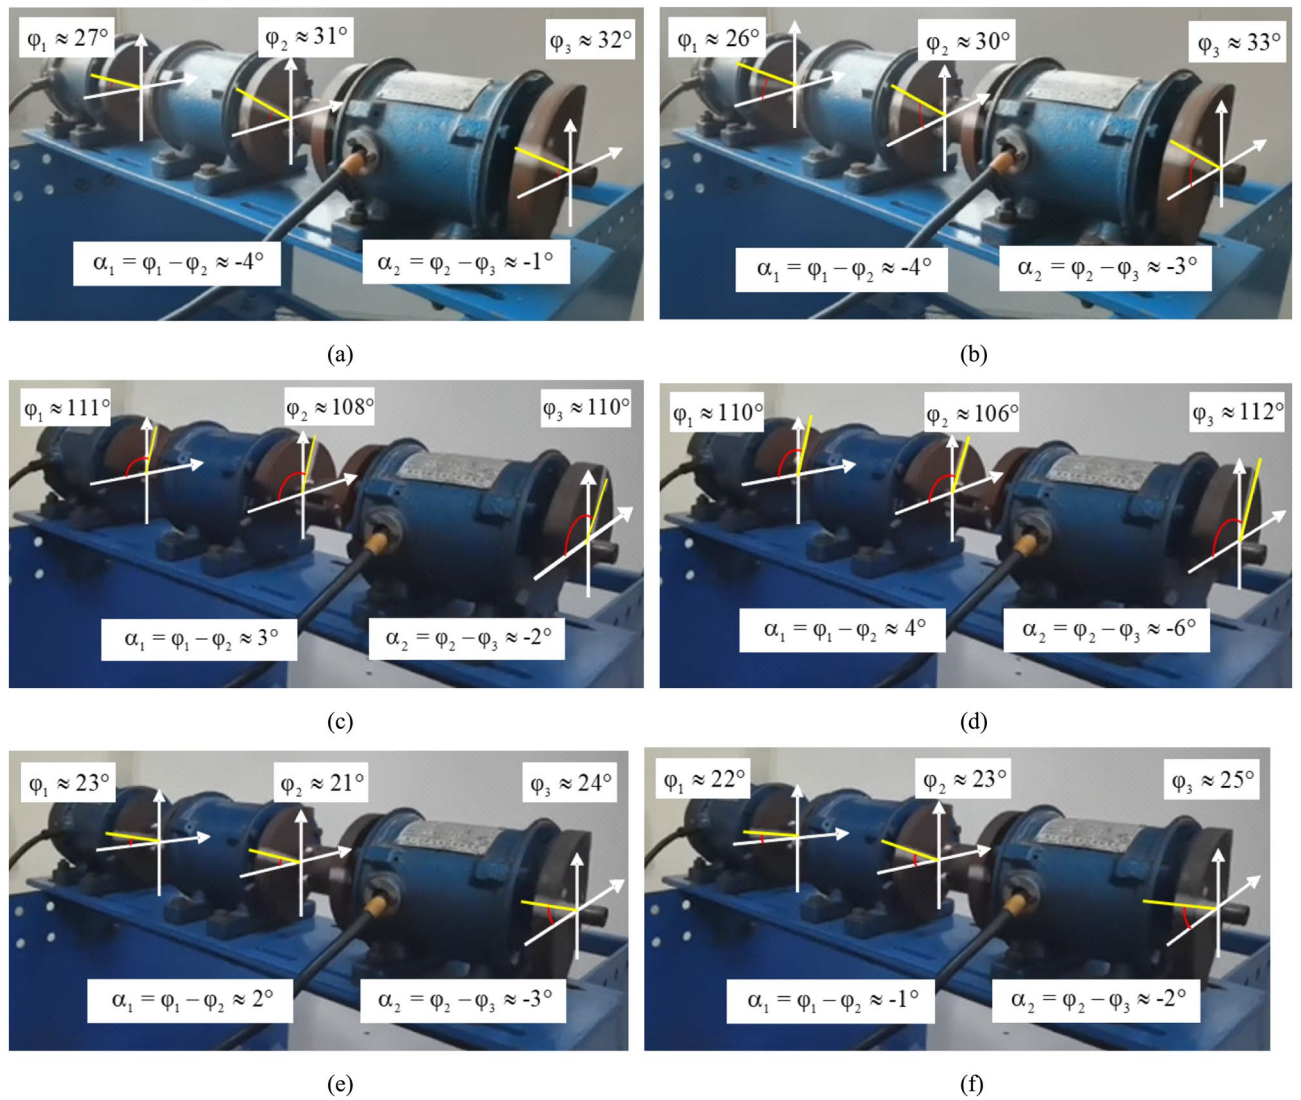 φ₁ ≈ 27°
φ₂ ≈ 31°
φ₃ ≈ 32°
α₁ = φ₁ − φ₂ ≈ -4°
α₂ = φ₂ − φ₃ ≈ -1°
(a)
φ₁ ≈ 26°
φ₂ ≈ 30°
φ₃ ≈ 33°
α₁ = φ₁ − φ₂ ≈ -4°
α₂ = φ₂ − φ₃ ≈ -3°
(b)
φ₁ ≈ 111°
φ₂ ≈ 108°
φ₃ ≈ 110°
α₁ = φ₁ − φ₂ ≈ 3°
α₂ = φ₂ − φ₃ ≈ -2°
(c)
φ₁ ≈ 110°
φ₂ ≈ 106°
φ₃ ≈ 112°
α₁ = φ₁ − φ₂ ≈ 4°
α₂ = φ₂ − φ₃ ≈ -6°
(d)
φ₁ ≈ 23°
φ₂ ≈ 21°
φ₃ ≈ 24°
α₁ = φ₁ − φ₂ ≈ 2°
α₂ = φ₂ − φ₃ ≈ -3°
(e)
φ₁ ≈ 22°
φ₂ ≈ 23°
φ₃ ≈ 25°
α₁ = φ₁ − φ₂ ≈ -1°
α₂ = φ₂ − φ₃ ≈ -2°
(f)